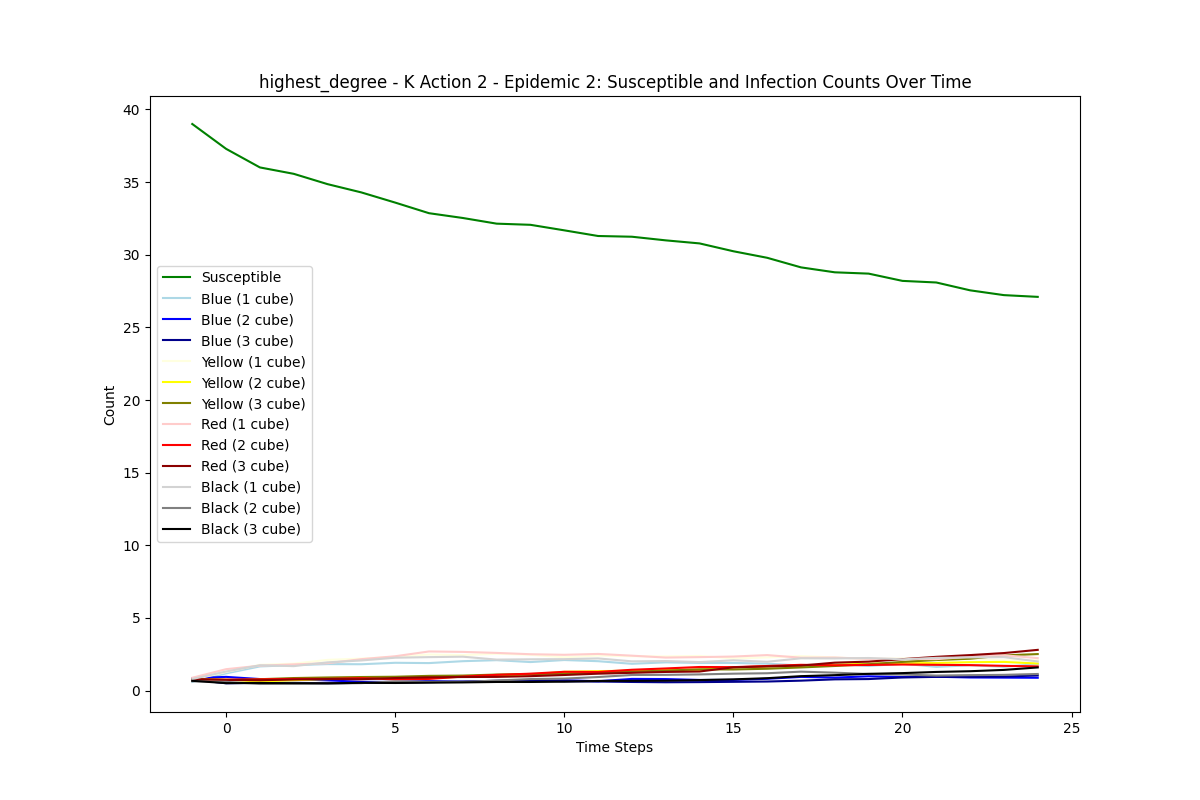 highest_degree - K Action 2 - Epidemic 2: Susceptible and Infection Counts Over Time
40
35
30
25
20
15
10
5
0
Count
Susceptible
Blue (1 cube)
Blue (2 cube)
Blue (3 cube)
Yellow (1 cube)
Yellow (2 cube)
Yellow (3 cube)
Red (1 cube)
Red (2 cube)
Red (3 cube)
Black (1 cube)
Black (2 cube)
Black (3 cube)
0 5 10 15 20 25
Time Steps